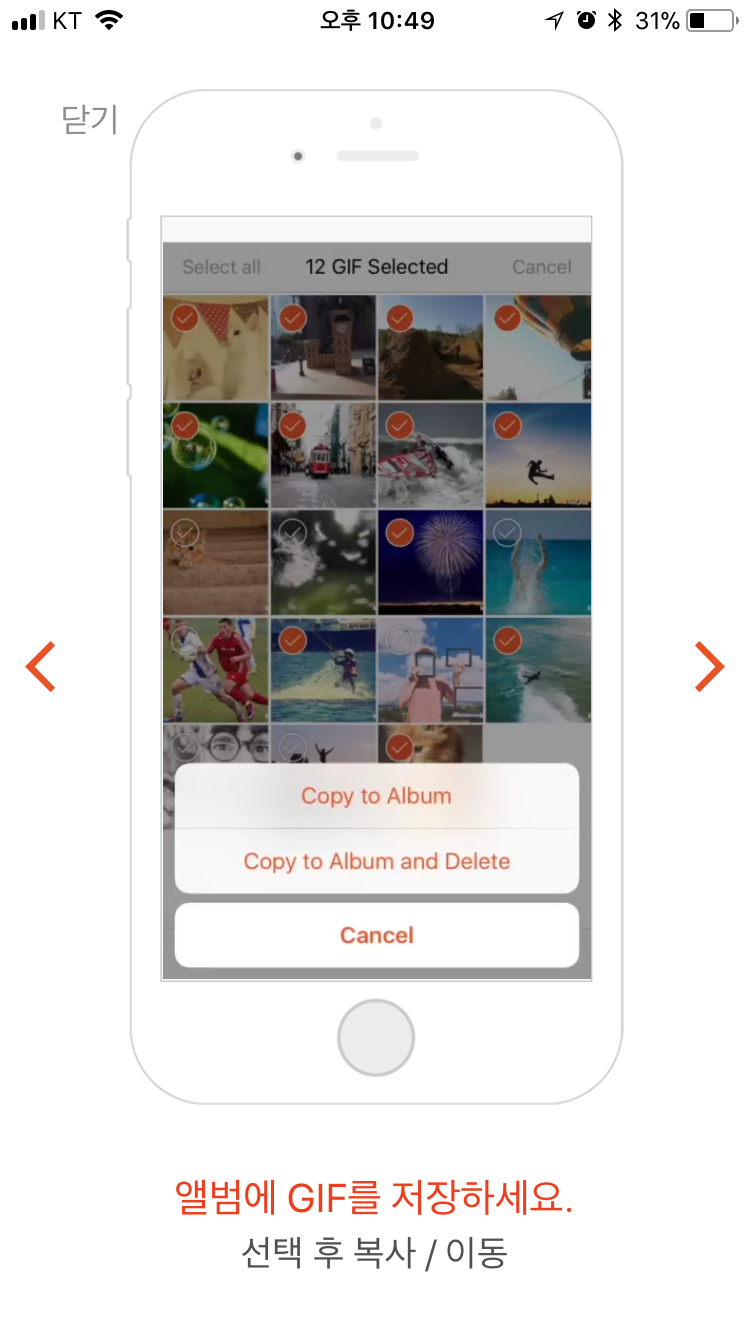 KT 오후 10:49 31%
닫기
Select all 12 GIF Selected Cancel
Copy to Album
Copy to Album and Delete
Cancel
앨범에 GIF를 저장하세요.
선택 후 복사 / 이동